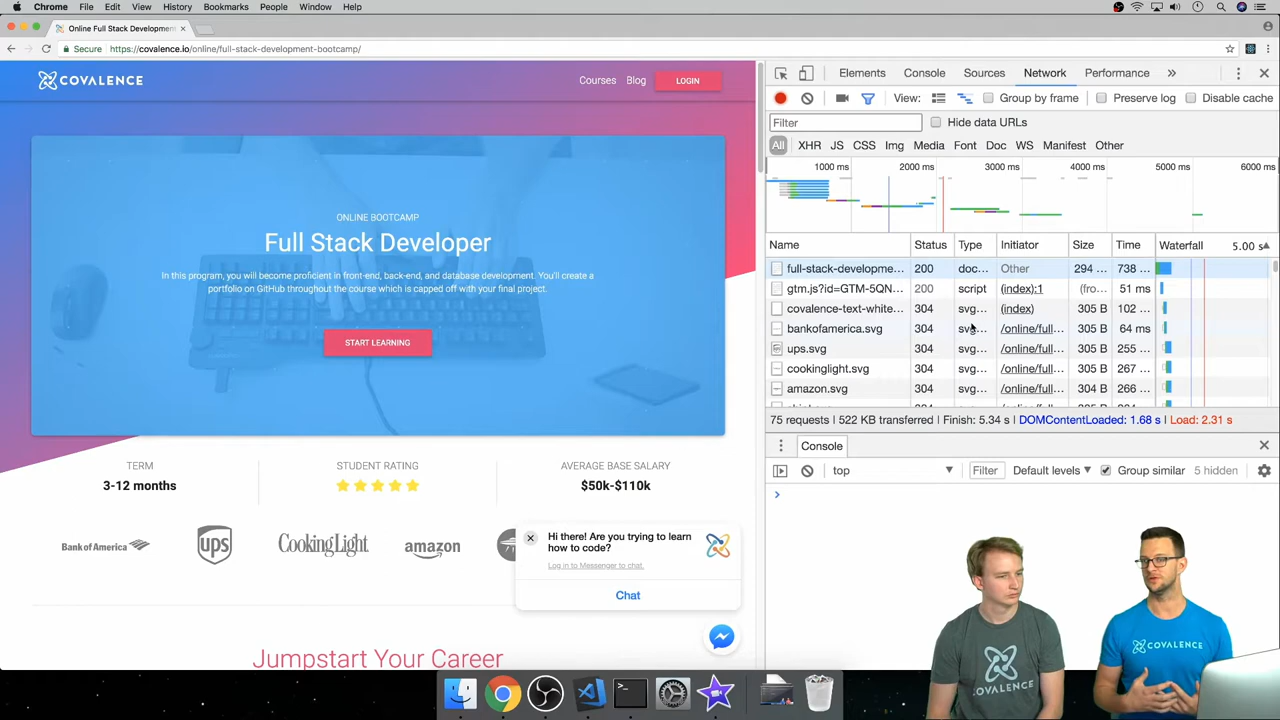 Chrome File Edit View History Bookmarks People Window Help
Online Full Stack Development
Secure https://covalence.io/online/full-stack-development-bootcamp/
COVALENCE
Courses Blog LOGIN
ONLINE BOOTCAMP
Full Stack Developer
In this program, you will become proficient in front-end, back-end, and database development. You'll create a
portfolio on GitHub throughout the course which is capped off with your final project.
START LEARNING
TERM
3-12 months
STUDENT RATING
AVERAGE BASE SALARY
$50k-$110k
Bank of America
ups
CookingLight
amazon
Hi there! Are you trying to learn
how to code?
Log in to Messenger to chat.
Chat
Jumpstart Your Career
Elements Console Sources Network Performance »
View: Group by frame Preserve log Disable cache
Filter Hide data URLs
All XHR JS CSS Img Media Font Doc WS Manifest Other
1000 ms 2000 ms 3000 ms 4000 ms 5000 ms 6000 ms
Name Status Type Initiator Size Time Waterfall 5.00 s
full-stack-developme... 200 doc... Other 294 ... 738 ...
gtm.js?id=GTM-5QN... 200 script (index):1 (fro... 51 ms
covalence-text-white... 304 svg... (index) 305 B 102 ...
bankofamerica.svg 304 svg... /online/full... 305 B 64 ms
ups.svg 304 svg... /online/full... 305 B 255 ...
cookinglight.svg 304 svg... /online/full... 305 B 267 ...
amazon.svg 304 svg... /online/full... 304 B 266 ...
75 requests | 522 KB transferred | Finish: 5.34 s | DOMContentLoaded: 1.68 s | Load: 2.31 s
Console
top Filter Default levels Group similar 5 hidden
COVALENCE
COVALENCE